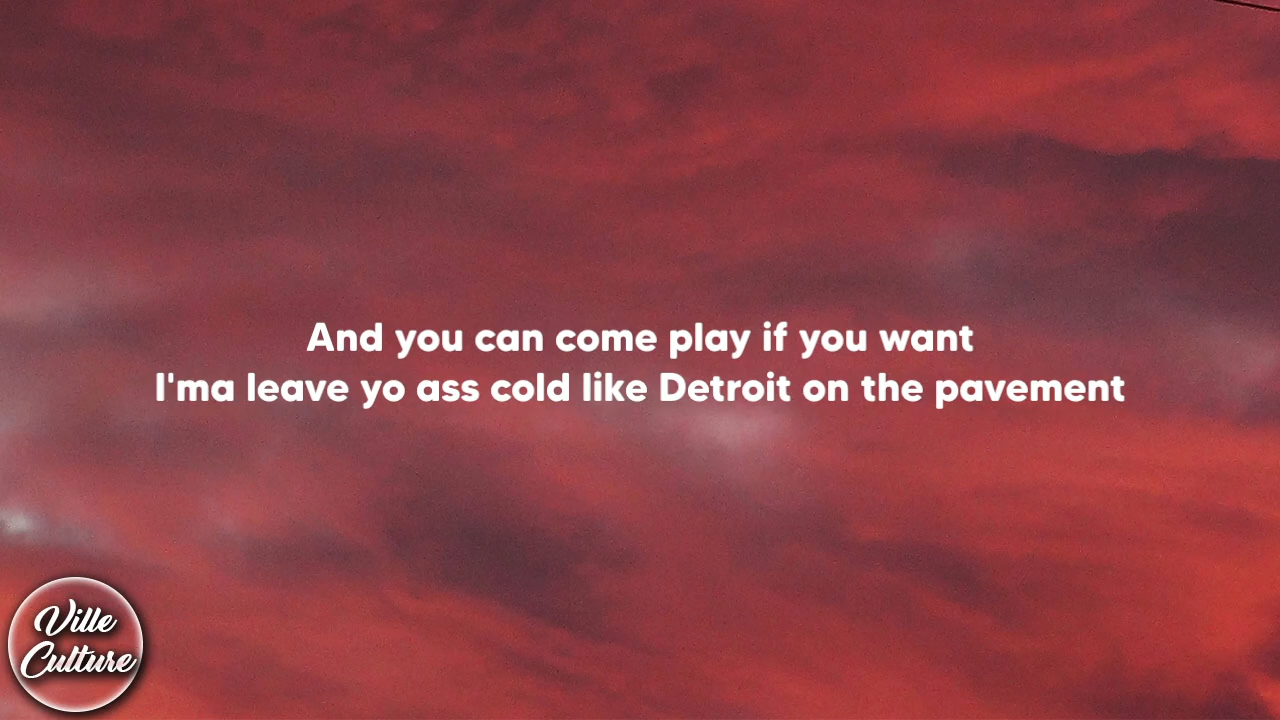 And you can come play if you want
I'ma leave yo ass cold like Detroit on the pavement
Ville
Culture